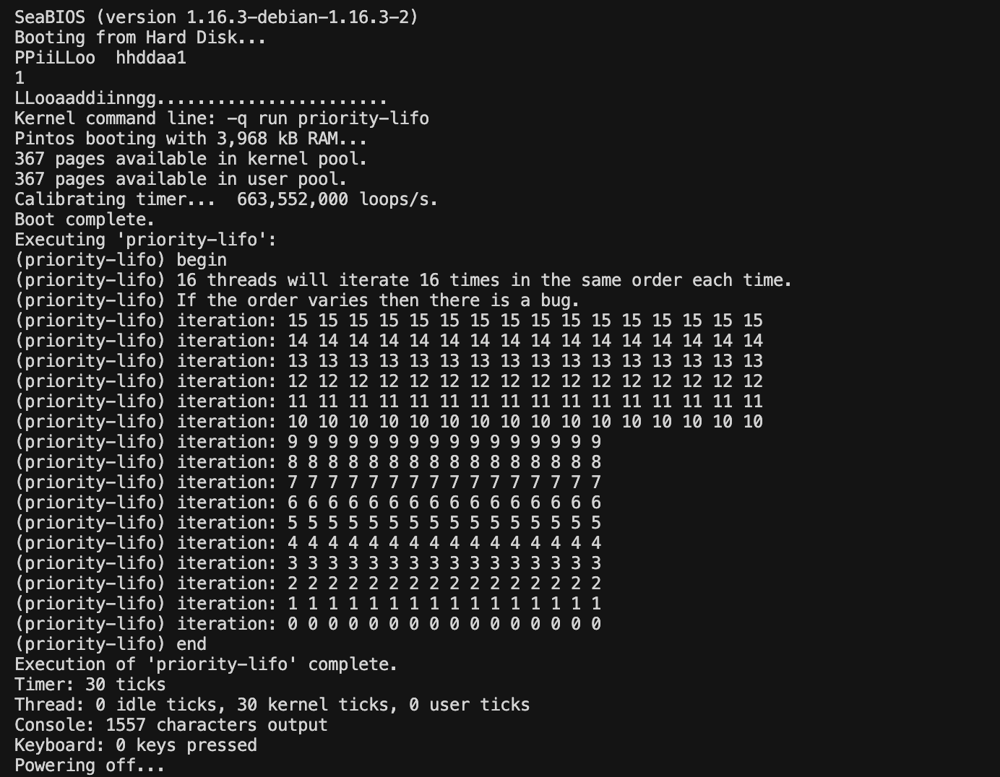 SeaBIOS (version 1.16.3-debian-1.16.3-2)
Booting from Hard Disk...
PPiiLLoo  hhddaa1
1
LLooaaddiinngg.......................
Kernel command line: -q run priority-lifo
Pintos booting with 3,968 kB RAM...
367 pages available in kernel pool.
367 pages available in user pool.
Calibrating timer...  663,552,000 loops/s.
Boot complete.
Executing 'priority-lifo':
(priority-lifo) begin
(priority-lifo) 16 threads will iterate 16 times in the same order each time.
(priority-lifo) If the order varies then there is a bug.
(priority-lifo) iteration: 15 15 15 15 15 15 15 15 15 15 15 15 15 15 15 15
(priority-lifo) iteration: 14 14 14 14 14 14 14 14 14 14 14 14 14 14 14 14
(priority-lifo) iteration: 13 13 13 13 13 13 13 13 13 13 13 13 13 13 13 13
(priority-lifo) iteration: 12 12 12 12 12 12 12 12 12 12 12 12 12 12 12 12
(priority-lifo) iteration: 11 11 11 11 11 11 11 11 11 11 11 11 11 11 11 11
(priority-lifo) iteration: 10 10 10 10 10 10 10 10 10 10 10 10 10 10 10 10
(priority-lifo) iteration: 9 9 9 9 9 9 9 9 9 9 9 9 9 9 9 9
(priority-lifo) iteration: 8 8 8 8 8 8 8 8 8 8 8 8 8 8 8 8
(priority-lifo) iteration: 7 7 7 7 7 7 7 7 7 7 7 7 7 7 7 7
(priority-lifo) iteration: 6 6 6 6 6 6 6 6 6 6 6 6 6 6 6 6
(priority-lifo) iteration: 5 5 5 5 5 5 5 5 5 5 5 5 5 5 5 5
(priority-lifo) iteration: 4 4 4 4 4 4 4 4 4 4 4 4 4 4 4 4
(priority-lifo) iteration: 3 3 3 3 3 3 3 3 3 3 3 3 3 3 3 3
(priority-lifo) iteration: 2 2 2 2 2 2 2 2 2 2 2 2 2 2 2 2
(priority-lifo) iteration: 1 1 1 1 1 1 1 1 1 1 1 1 1 1 1 1
(priority-lifo) iteration: 0 0 0 0 0 0 0 0 0 0 0 0 0 0 0 0
(priority-lifo) end
Execution of 'priority-lifo' complete.
Timer: 30 ticks
Thread: 0 idle ticks, 30 kernel ticks, 0 user ticks
Console: 1557 characters output
Keyboard: 0 keys pressed
Powering off...